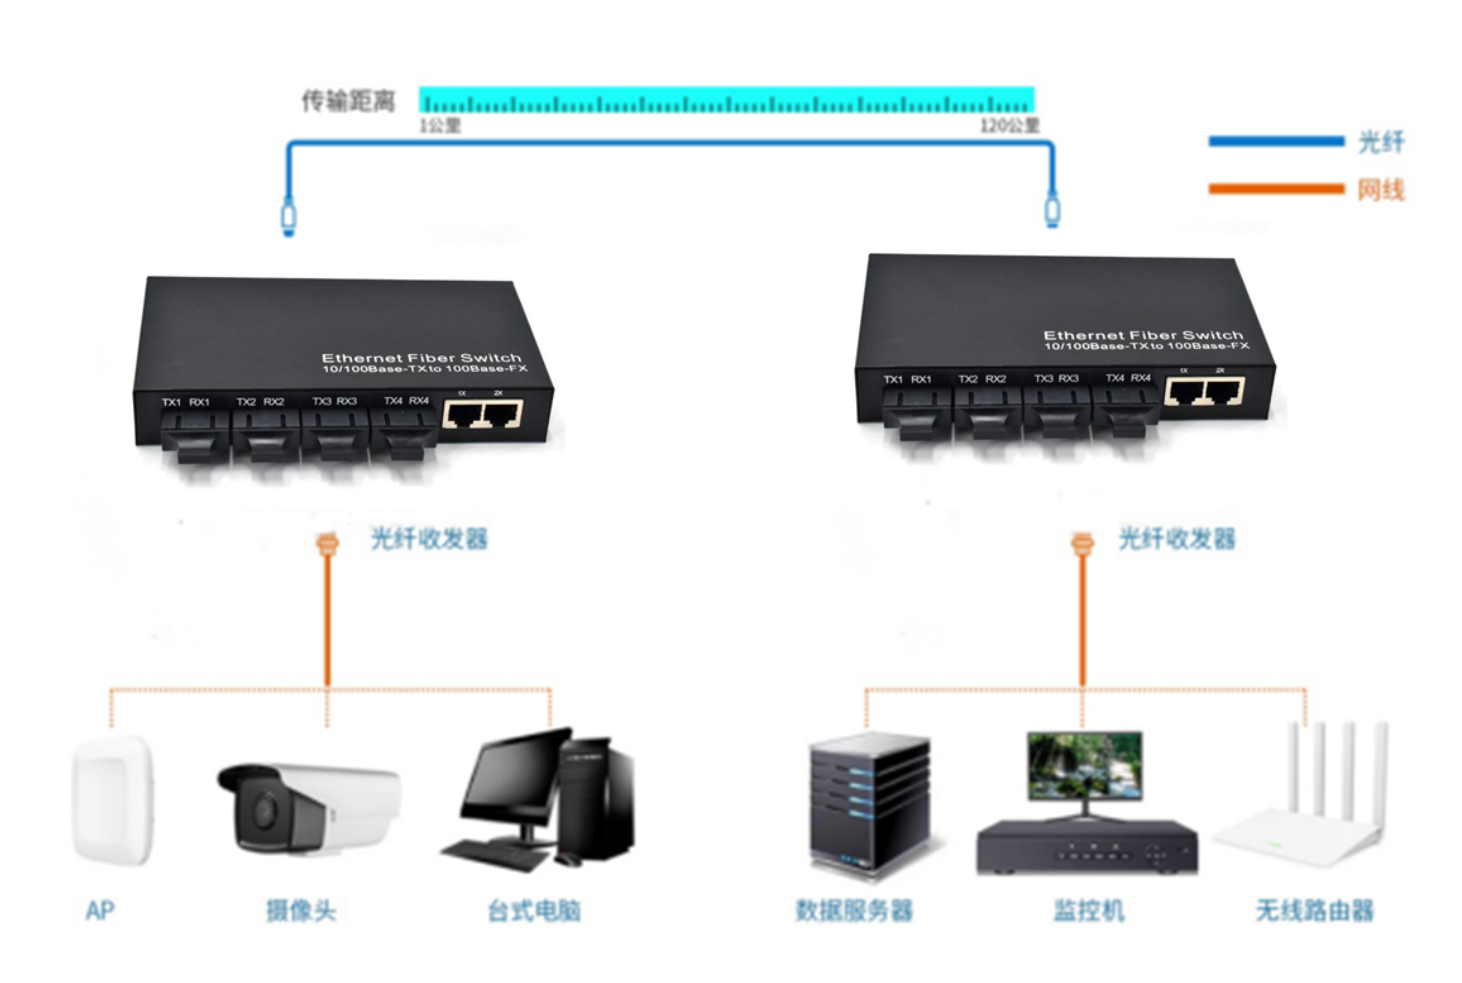 传输距离
1公里
120公里
光纤
网线
Ethernet Fiber Switch
10/100Base-TX to 100Base-FX
TX1 RX1 TX2 RX2 TX3 RX3 TX4 RX4 1X 2X
Ethernet Fiber Switch
10/100Base-TX to 100Base-FX
TX1 RX1 TX2 RX2 TX3 RX3 TX4 RX4 1X 2X
光纤收发器
光纤收发器
AP
摄像头
台式电脑
数据服务器
监控机
无线路由器